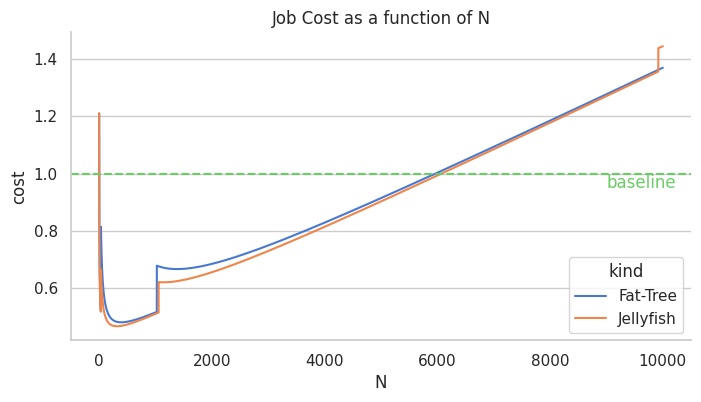 Job Cost as a function of N
cost
1.4
1.2
1.0
0.8
0.6
baseline
kind
Fat-Tree
Jellyfish
0
2000
4000
6000
8000
10000
N